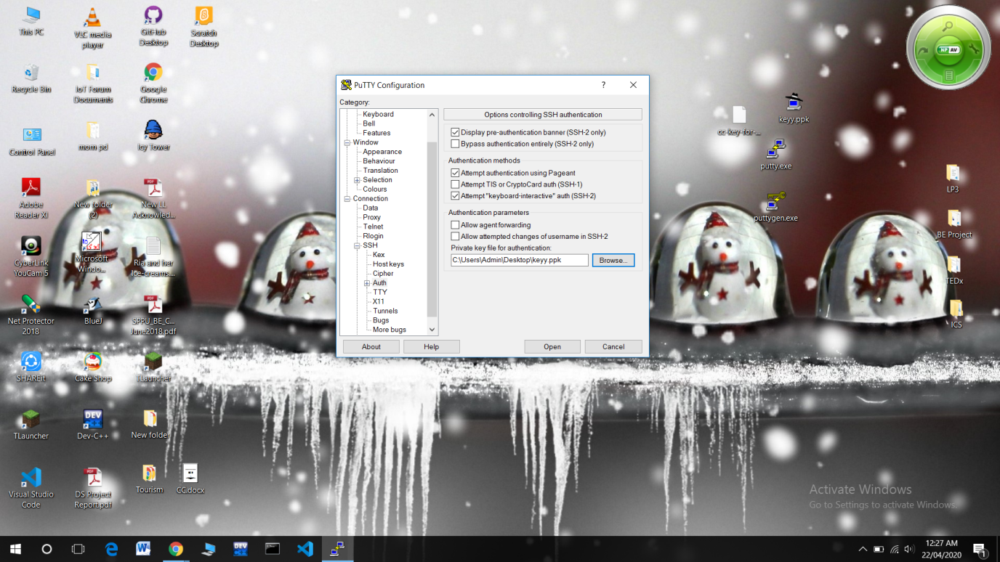 This PC
VLC media
player
GitHub
Desktop
Scratch
Desktop
Recycle Bin
IoT Forum
Documents
Google
Chrome
Control Panel
mom pd
Icy Tower
Adobe
Reader XI
New folder
(2)
New LL
Acknowled...
CyberLink
YouCam 5
Microsoft
Windo...
Ria and her
Ice-creams...
Net Protector
2018
BlueJ
SPPU_BE_C...
June2018.pdf
SHAREit
Cake Shop
TLauncher
TLauncher
DEV
Dev-C++
New folder
Visual Studio
Code
DS Project
Report.pdf
Tourism
CC.docx
PuTTY Configuration
?
Category:
Keyboard
Bell
Features
Window
Appearance
Behaviour
Translation
Selection
Colours
Connection
Data
Proxy
Telnet
Rlogin
SSH
Kex
Host keys
Cipher
Auth
TTY
X11
Tunnels
Bugs
More bugs
Options controlling SSH authentication
Display pre-authentication banner (SSH-2 only)
Bypass authentication entirely (SSH-2 only)
Authentication methods
Attempt authentication using Pageant
Attempt TIS or CryptoCard auth (SSH-1)
Attempt "keyboard-interactive" auth (SSH-2)
Authentication parameters
Allow agent forwarding
Allow attempted changes of username in SSH-2
Private key file for authentication:
C:\Users\Admin\Desktop\keyy.ppk
Browse...
About
Help
Open
Cancel
NP AV
cc-key-for-...
keyy.ppk
putty.exe
puttygen.exe
LP3
BE Project
TEDx
ICS
Activate Windows
Go to Settings to activate Windows.
DEV
12:27 AM
22/04/2020
1